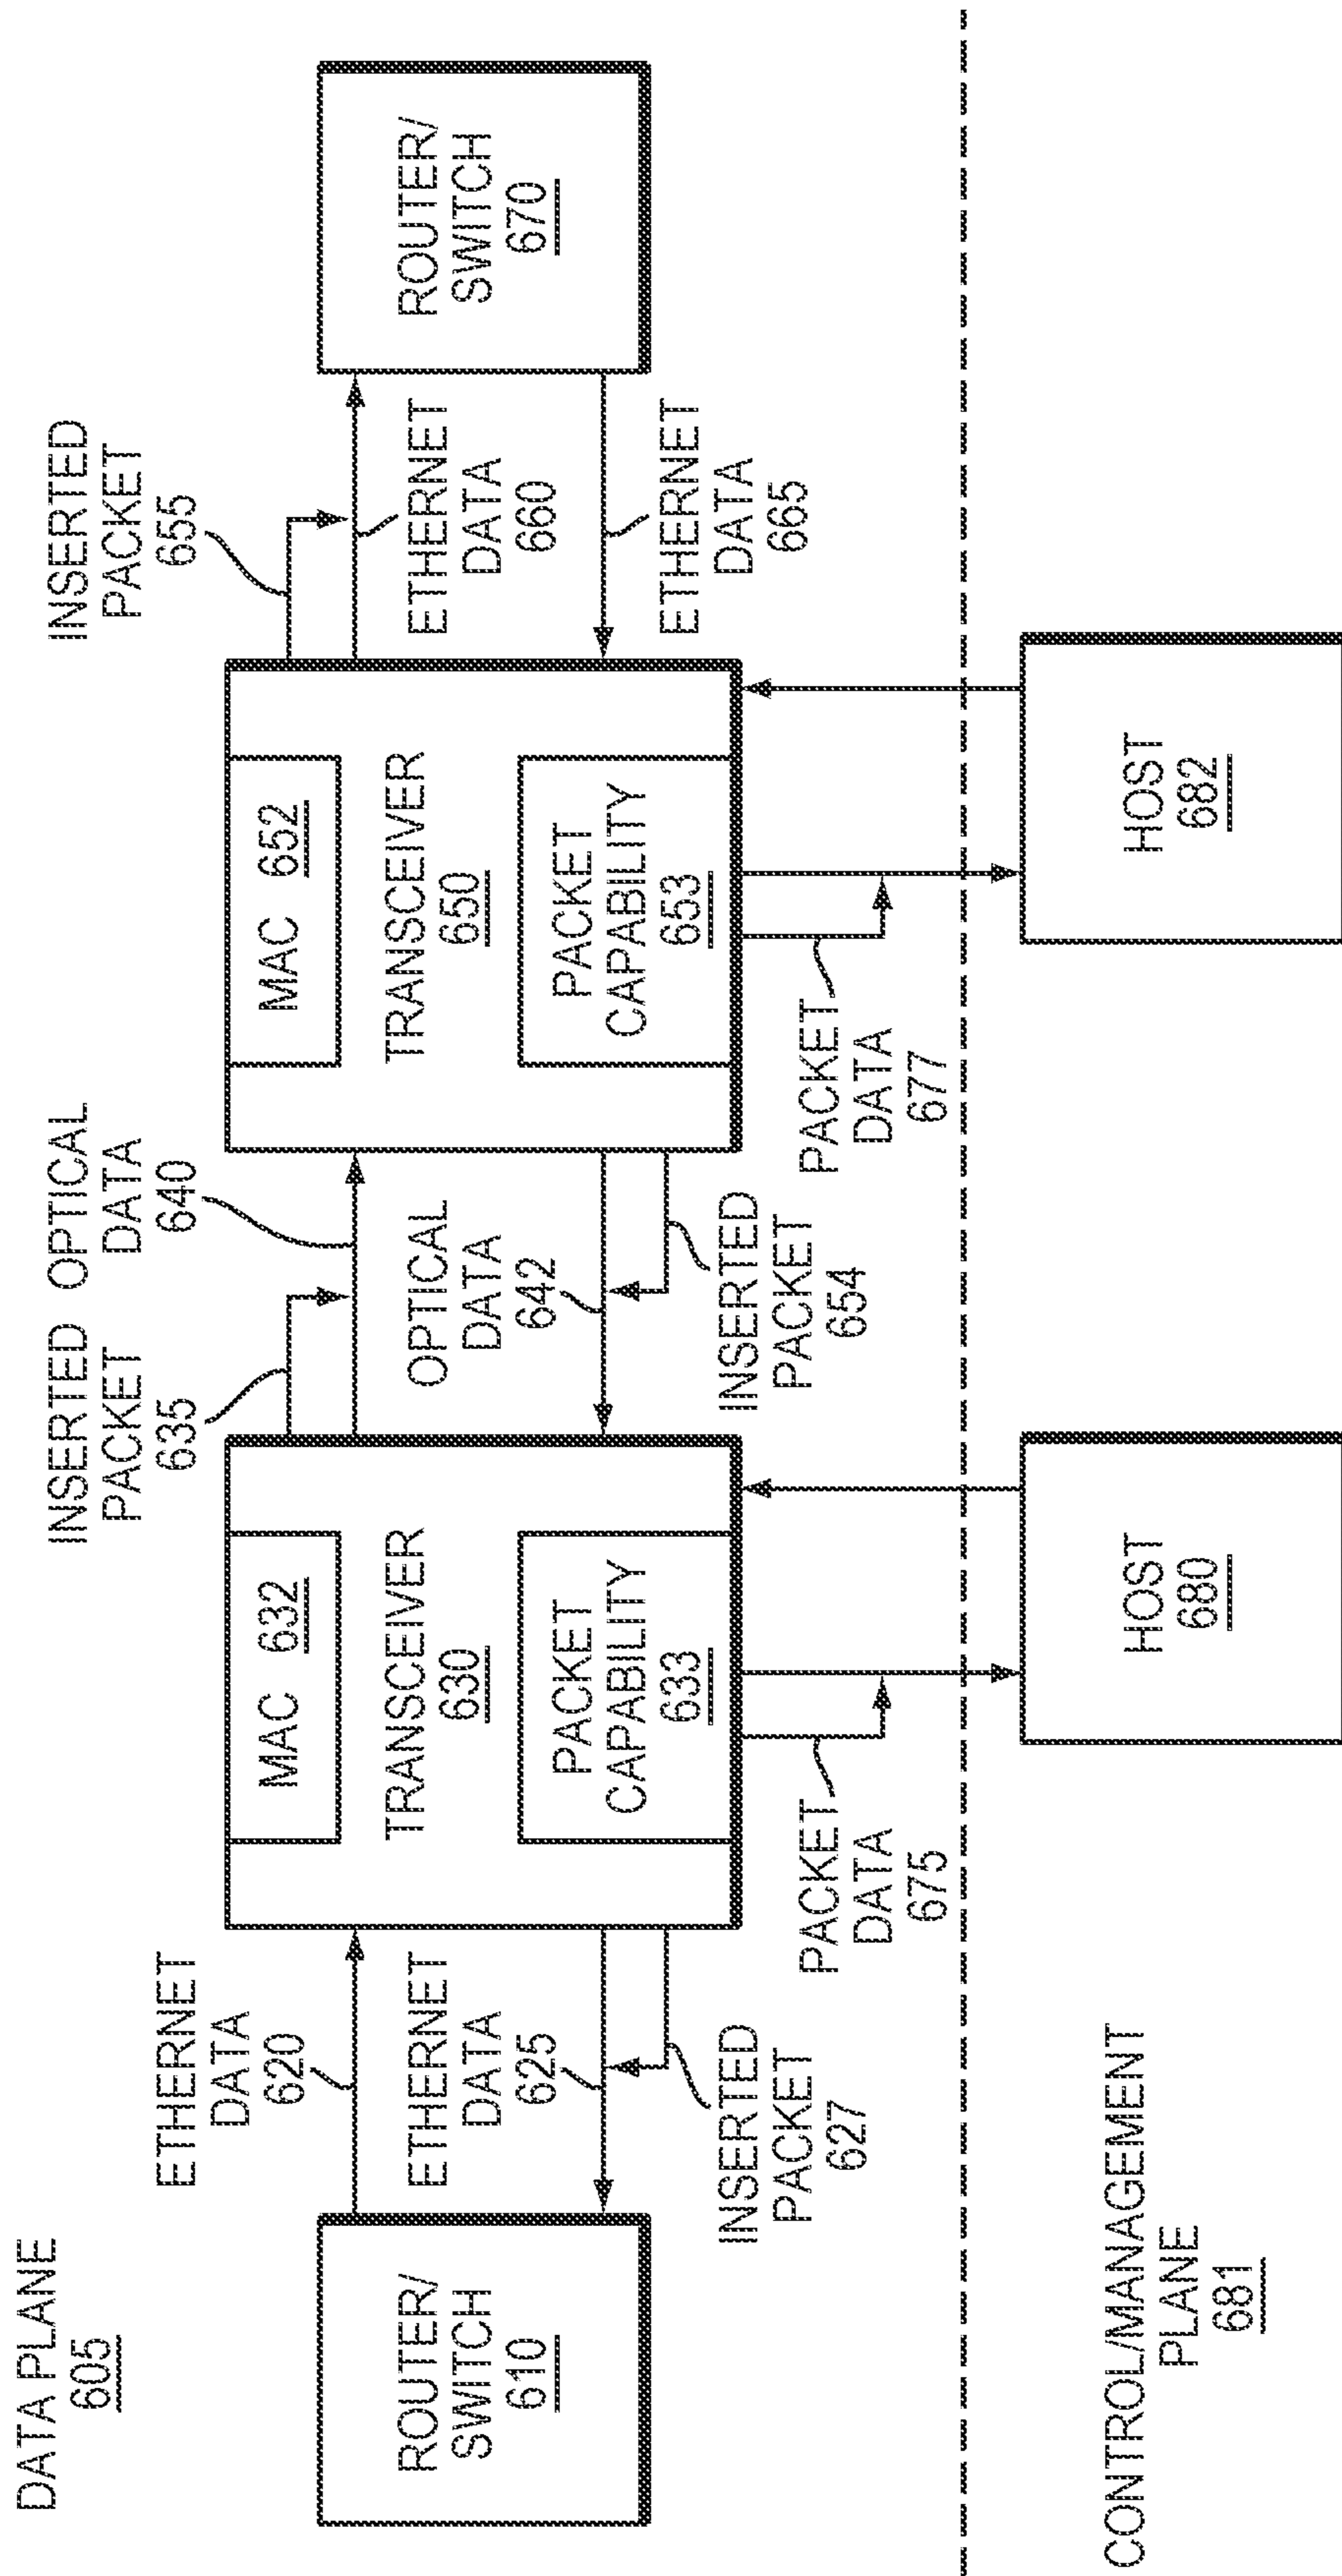 DATA PLANE
605
ROUTER/
SWITCH
610
ETHERNET
DATA
620
ETHERNET
DATA
625
INSERTED
PACKET
627
MAC 632
TRANSCEIVER
630
PACKET
CAPABILITY
633
PACKET
DATA
675
INSERTED
PACKET
635
OPTICAL
DATA
640
OPTICAL
DATA
642
INSERTED
PACKET
654
MAC 652
TRANSCEIVER
650
PACKET
CAPABILITY
653
PACKET
DATA
677
INSERTED
PACKET
655
ETHERNET
DATA
660
ETHERNET
DATA
665
ROUTER/
SWITCH
670
CONTROL/MANAGEMENT
PLANE
681
HOST
680
HOST
682